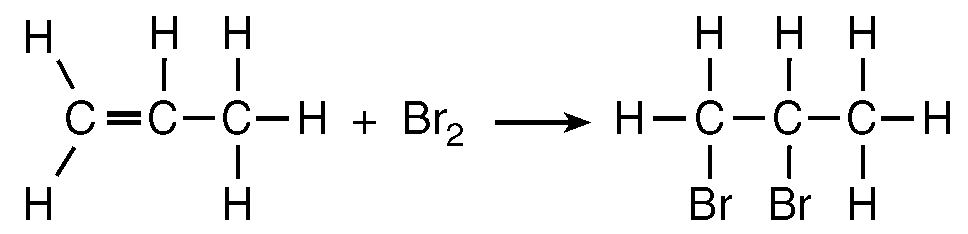 H H H H H H
C=C-C-H + Br2 → H-C-C-C-H
H H Br Br H